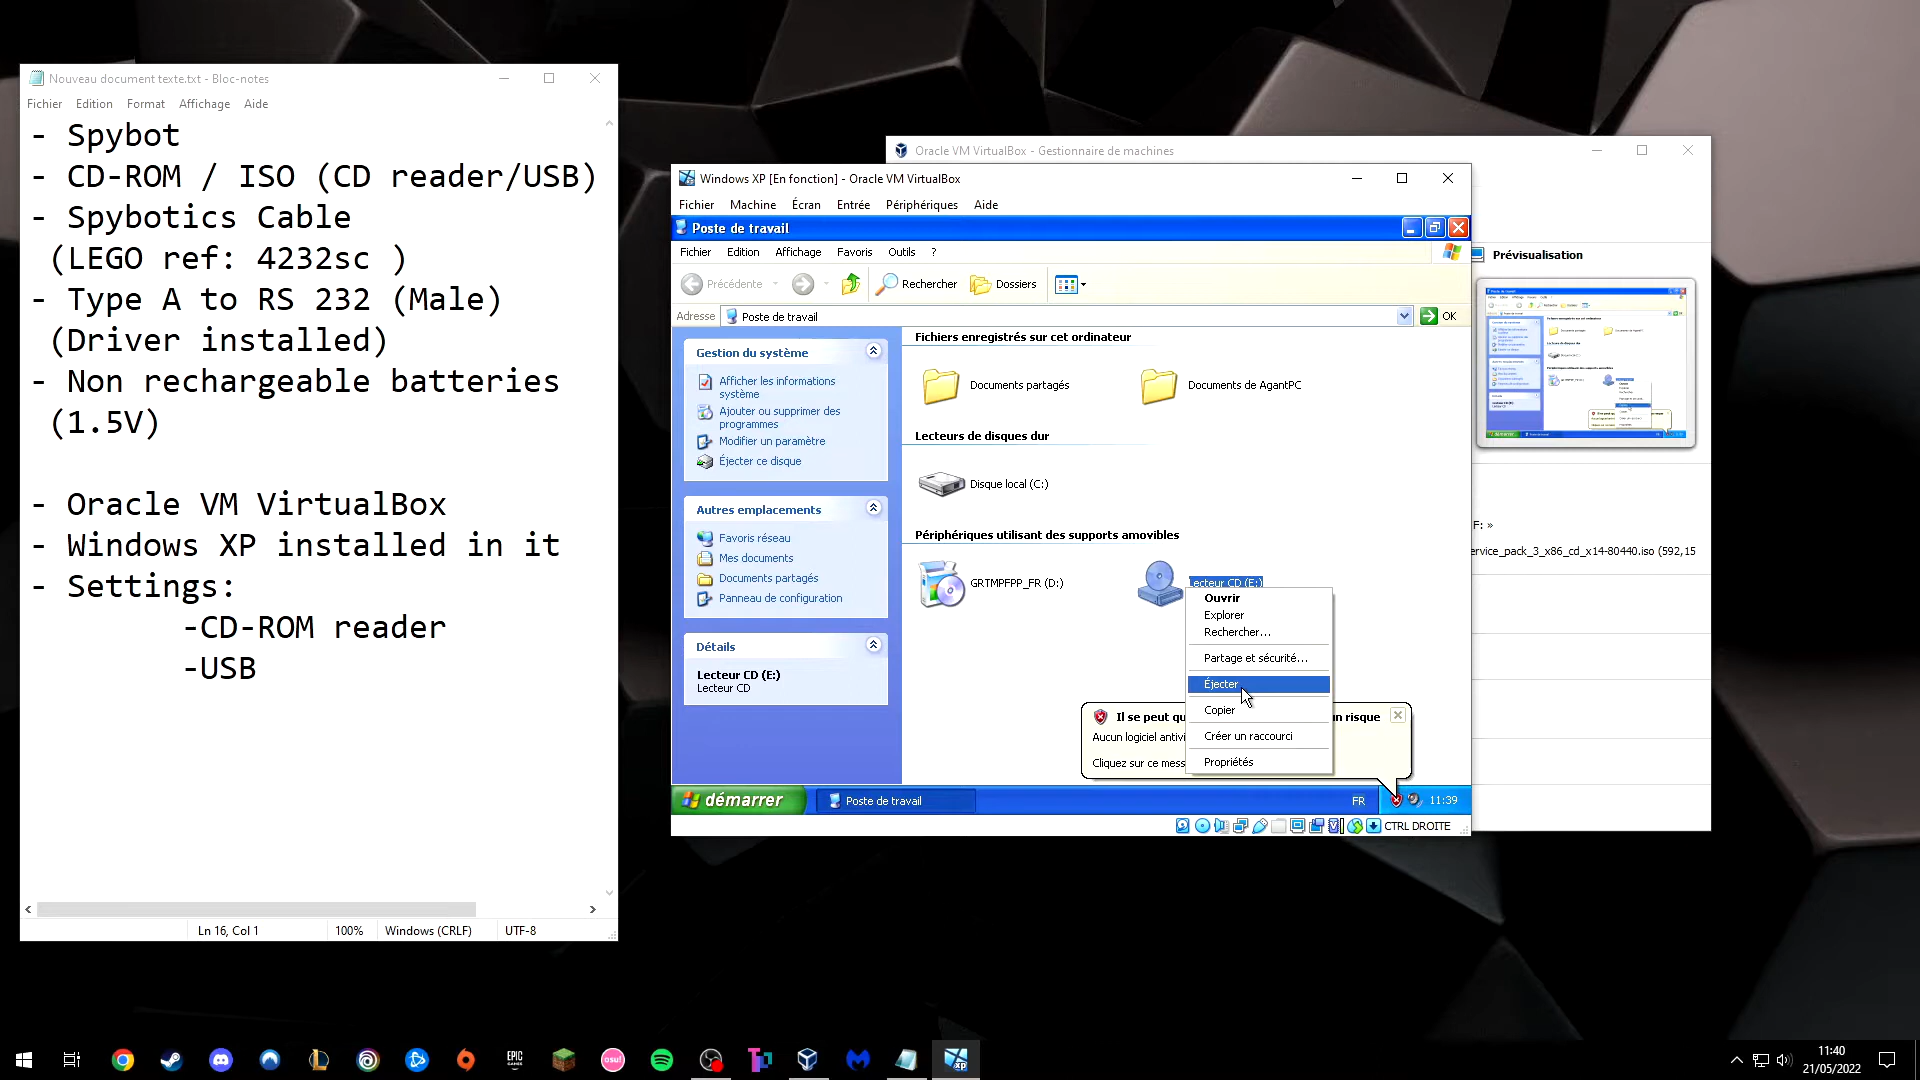 Nouveau document texte.txt - Bloc-notes
Fichier Edition Format Affichage Aide
- Spybot
- CD-ROM / ISO (CD reader/USB)
- Spybotics Cable
(LEGO ref: 4232sc )
- Type A to RS 232 (Male)
(Driver installed)
- Non rechargeable batteries
(1.5V)
- Oracle VM VirtualBox
- Windows XP installed in it
- Settings:
-CD-ROM reader
-USB
Ln 16, Col 1 100% Windows (CRLF) UTF-8
Oracle VM VirtualBox - Gestionnaire de machines
Prévisualisation
F: »
ervice_pack_3_x86_cd_x14-80440.iso (592,15
Windows XP [En fonction] - Oracle VM VirtualBox
Fichier Machine Écran Entrée Périphériques Aide
Poste de travail
Fichier Edition Affichage Favoris Outils ?
Précédente Rechercher Dossiers
Adresse Poste de travail OK
Gestion du système
Afficher les informations
système
Ajouter ou supprimer des
programmes
Modifier un paramètre
Éjecter ce disque
Autres emplacements
Favoris réseau
Mes documents
Documents partagés
Panneau de configuration
Détails
Lecteur CD (E:)
Lecteur CD
Fichiers enregistrés sur cet ordinateur
Documents partagés Documents de AgantPC
Lecteurs de disques dur
Disque local (C:)
Périphériques utilisant des supports amovibles
GRTMPFPP_FR (D:) Lecteur CD (E:)
Ouvrir
Explorer
Rechercher...
Partage et sécurité...
Éjecter
Copier
Créer un raccourci
Propriétés
Il se peut qu n risque
Aucun logiciel antivi
Cliquez sur ce mess
démarrer Poste de travail FR 11:39
CTRL DROITE
EPIC GAMES osu! xp
11:40
21/05/2022